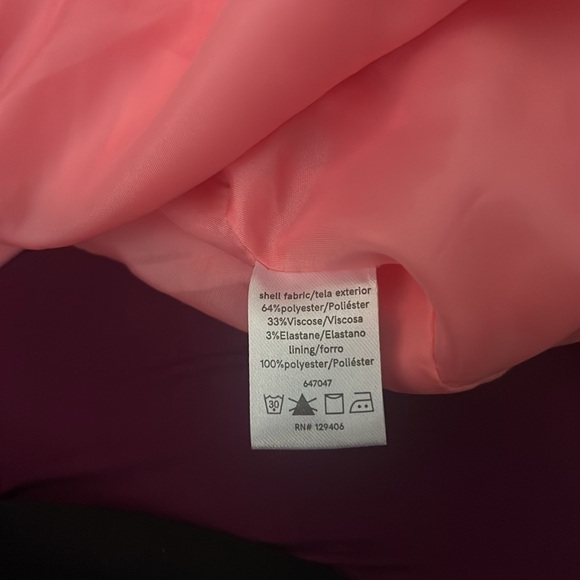 shell fabric/tela exterior
64%polyester/Poliéster
33%Viscose/Viscosa
3%Elastane/Elastano
lining/forro
100%polyester/Poliéster
647047
30
RN# 129406